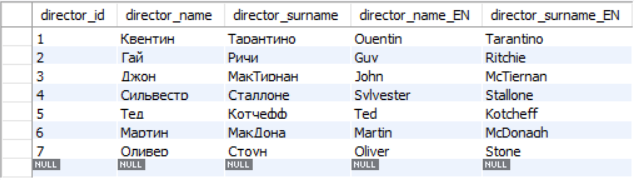 director_id director_name director_surname director_name_EN director_surname_EN
1 Квентин Тарантино Quentin Tarantino
2 Гай Ричи Guy Ritchie
3 Джон МакТирнан John McTiernan
4 Сильвестр Сталлоне Sylvester Stallone
5 Тед Котчефф Ted Kotcheff
6 Мартин МакДона Martin McDonagh
7 Оливер Стоун Oliver Stone
NULL NULL NULL NULL NULL